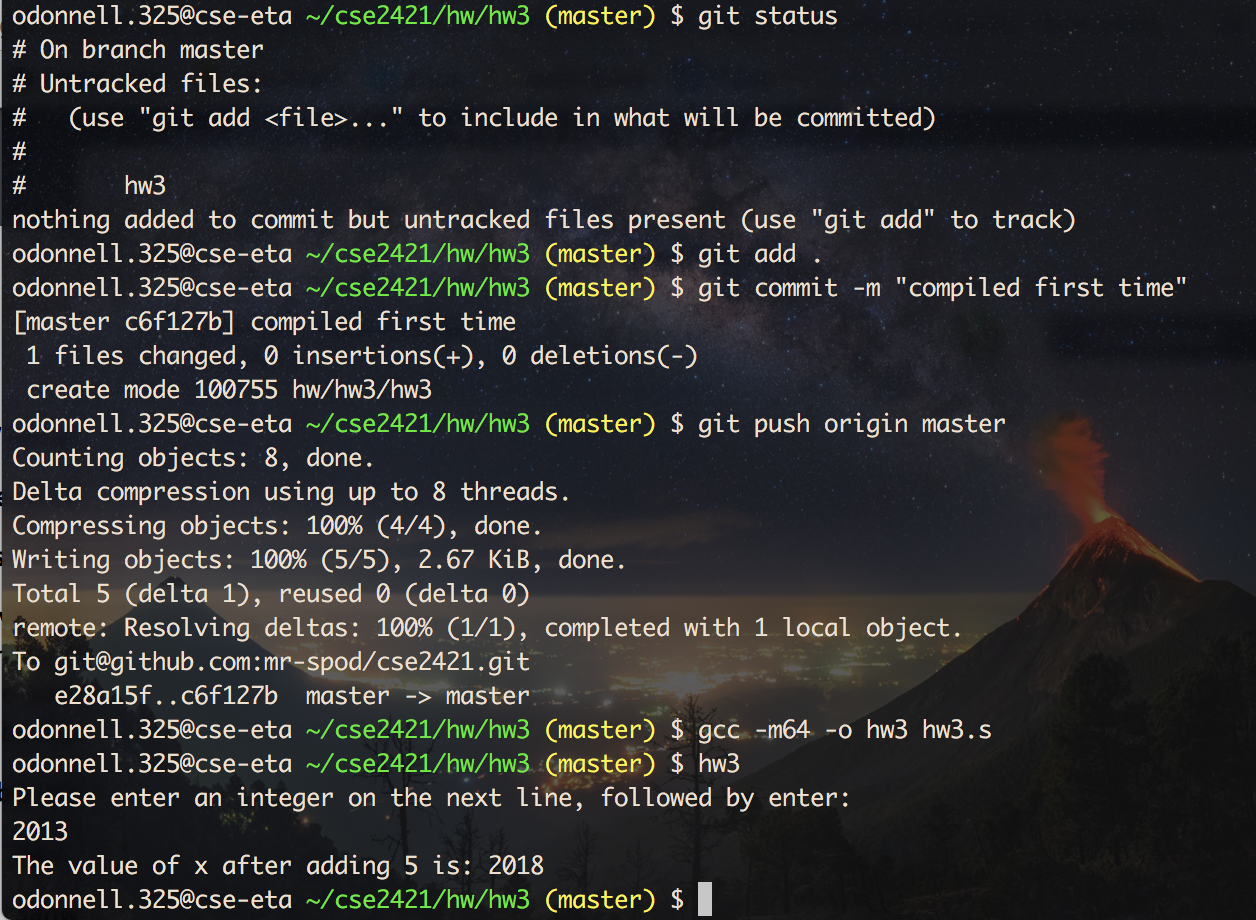 odonnell.325@cse-eta ~/cse2421/hw/hw3 (master) $ git status
# On branch master
# Untracked files:
#   (use "git add <file>..." to include in what will be committed)
#
#       hw3
nothing added to commit but untracked files present (use "git add" to track)
odonnell.325@cse-eta ~/cse2421/hw/hw3 (master) $ git add .
odonnell.325@cse-eta ~/cse2421/hw/hw3 (master) $ git commit -m "compiled first time"
[master c6f127b] compiled first time
 1 files changed, 0 insertions(+), 0 deletions(-)
 create mode 100755 hw/hw3/hw3
odonnell.325@cse-eta ~/cse2421/hw/hw3 (master) $ git push origin master
Counting objects: 8, done.
Delta compression using up to 8 threads.
Compressing objects: 100% (4/4), done.
Writing objects: 100% (5/5), 2.67 KiB, done.
Total 5 (delta 1), reused 0 (delta 0)
remote: Resolving deltas: 100% (1/1), completed with 1 local object.
To git@github.com:mr-spod/cse2421.git
   e28a15f..c6f127b  master -> master
odonnell.325@cse-eta ~/cse2421/hw/hw3 (master) $ gcc -m64 -o hw3 hw3.s
odonnell.325@cse-eta ~/cse2421/hw/hw3 (master) $ hw3
Please enter an integer on the next line, followed by enter:
2013
The value of x after adding 5 is: 2018
odonnell.325@cse-eta ~/cse2421/hw/hw3 (master) $